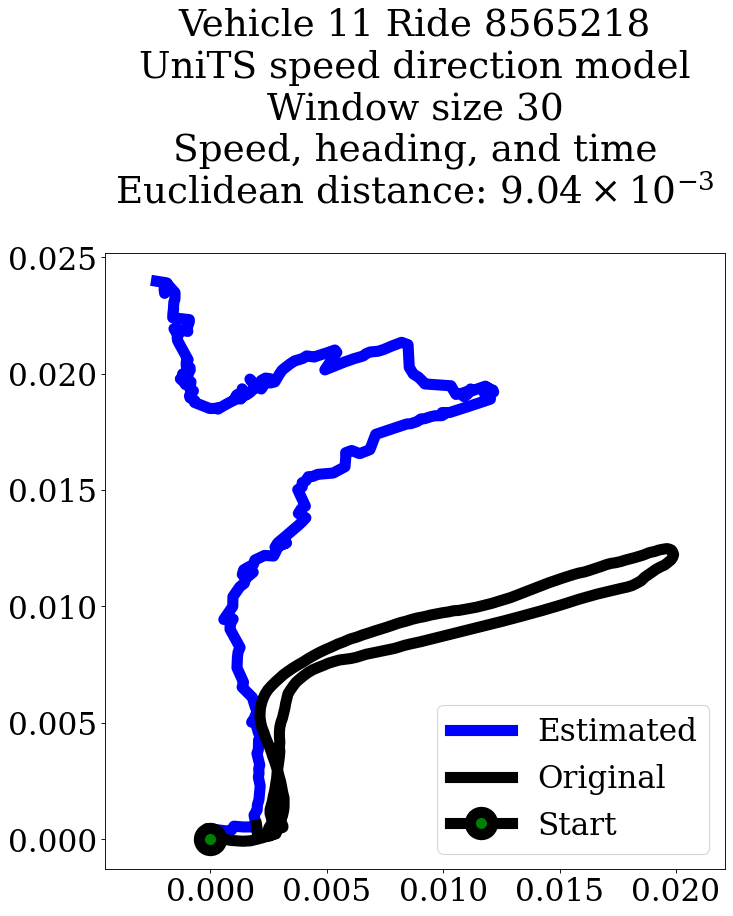 Vehicle 11 Ride 8565218
UniTS speed direction model
Window size 30
Speed, heading, and time
Euclidean distance: 9.04 × 10⁻³
0.025
0.020
0.015
0.010
0.005
0.000
Estimated
Original
Start
0.000 0.005 0.010 0.015 0.020